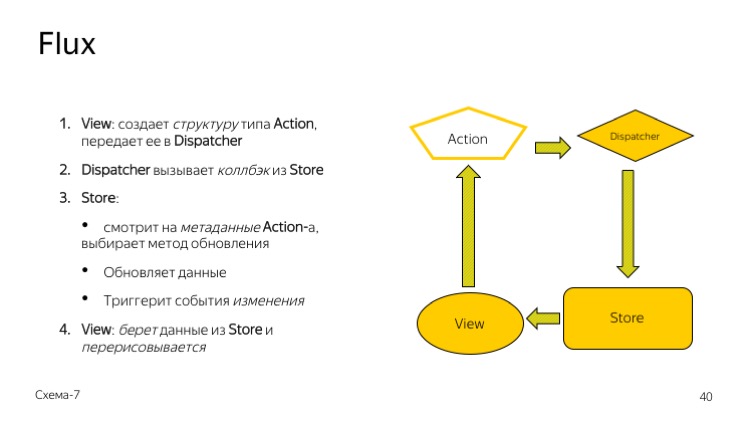 Flux
1. View: создает структуру типа Action,
передает ее в Dispatcher
2. Dispatcher вызывает коллбэк из Store
3. Store:
• смотрит на метаданные Action-а,
выбирает метод обновления
• Обновляет данные
• Триггерит события изменения
4. View: берет данные из Store и
перерисовывается
Action
Dispatcher
View
Store
Схема-7
40